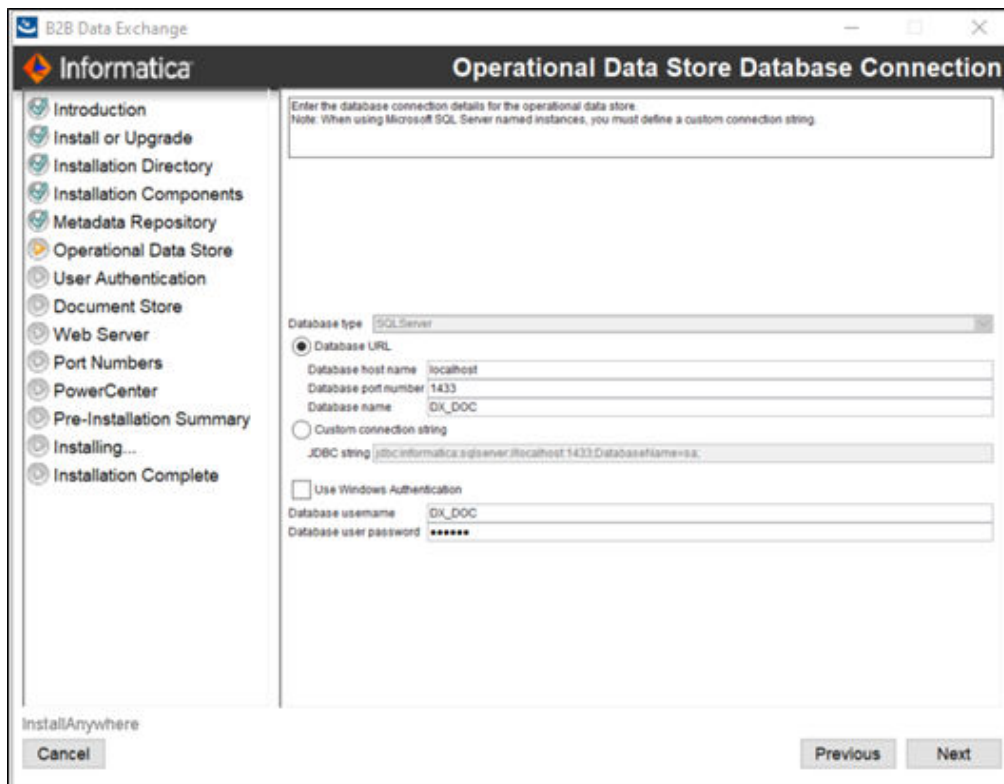 B2B Data Exchange
Informatica
Operational Data Store Database Connection
Introduction
Install or Upgrade
Installation Directory
Installation Components
Metadata Repository
Operational Data Store
User Authentication
Document Store
Web Server
Port Numbers
PowerCenter
Pre-Installation Summary
Installing...
Installation Complete
Enter the database connection details for the operational data store.
Note: When using Microsoft SQL Server named instances, you must define a custom connection string.
Database type SQLServer
Database URL
Database host name localhost
Database port number 1433
Database name DX_DOC
Custom connection string
JDBC string jdbc:informatica:sqlserver://localhost:1433;DatabaseName=sa;
Use Windows Authentication
Database username DX_DOC
Database user password ••••••
InstallAnywhere
Cancel
Previous
Next